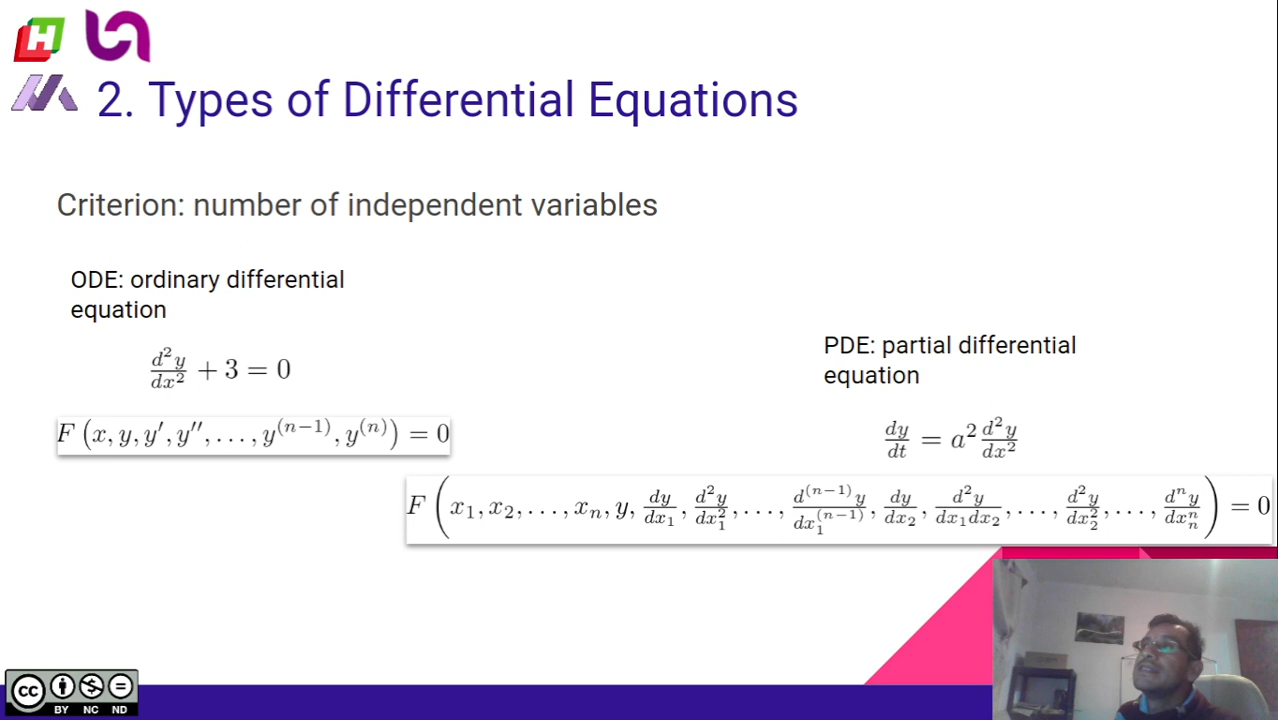 H
2. Types of Differential Equations
Criterion: number of independent variables
ODE: ordinary differential
equation
d²y/dx² + 3 = 0
F (x, y, y′, y″, . . . , y⁽ⁿ⁻¹⁾, y⁽ⁿ⁾) = 0
PDE: partial differential
equation
dy/dt = a² d²y/dx²
F (x₁, x₂, . . . , xₙ, y, dy/dx₁, d²y/dx₁², . . . , d⁽ⁿ⁻¹⁾y/dx₁⁽ⁿ⁻¹⁾, dy/dx₂, d²y/dx₁dx₂, . . . , d²y/dx₂², . . . , dⁿy/dxₙⁿ) = 0
cc
BY NC ND